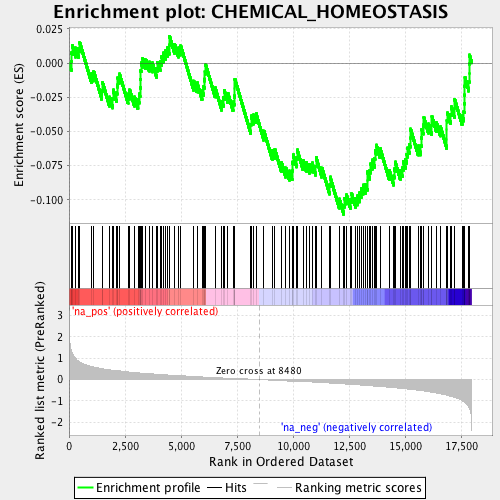 Enrichment plot: CHEMICAL_HOMEOSTASIS
Enrichment score (ES)
0.025
0.000
-0.025
-0.050
-0.075
-0.100
'na_pos' (positively correlated)
Ranked list metric (PreRanked)
3
2
1
0
-1
-2
Zero cross at 8480
'na_neg' (negatively correlated)
0
2,500
5,000
7,500
10,000
12,500
15,000
17,500
Rank in Ordered Dataset
Enrichment profile
Hits
Ranking metric scores